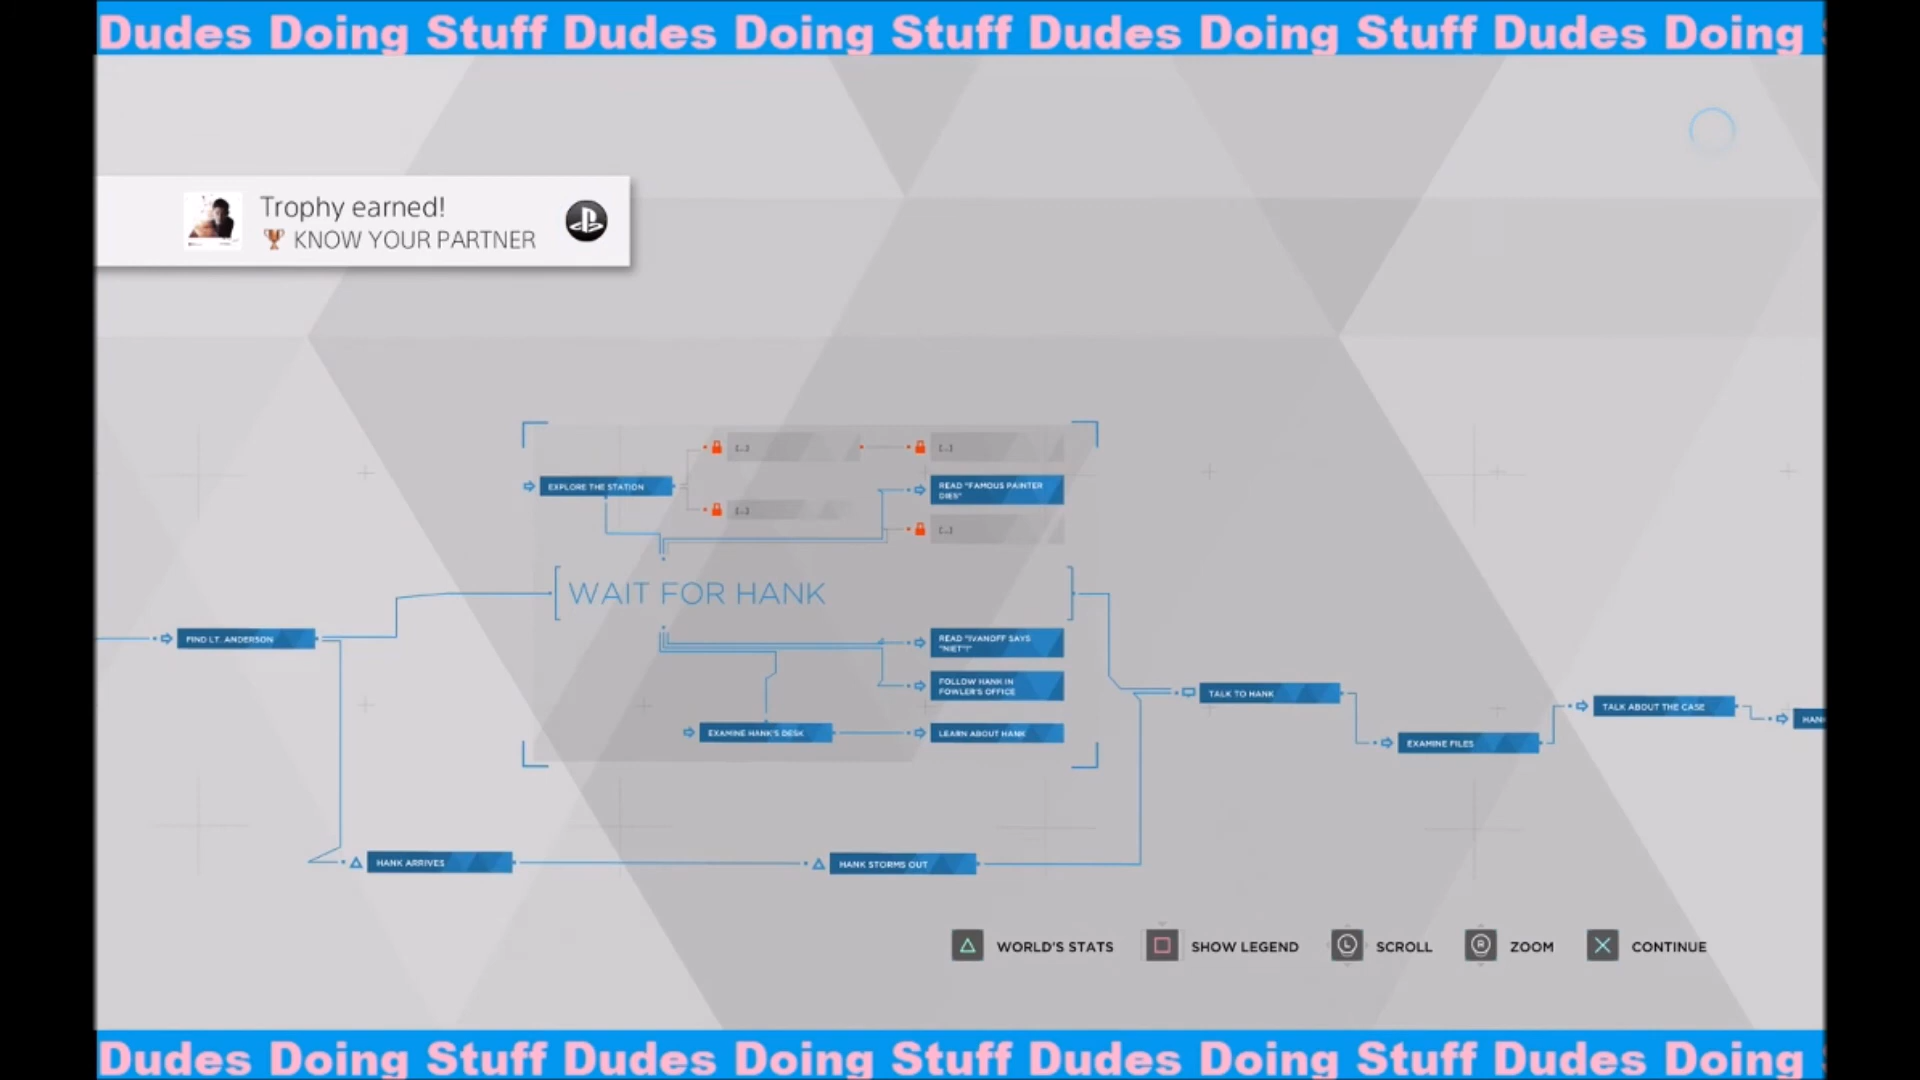 Dudes Doing Stuff Dudes Doing Stuff Dudes Doing Stuff Dudes Doing
Trophy earned!
KNOW YOUR PARTNER
[...]
[...]
EXPLORE THE STATION
READ "FAMOUS PAINTER
DIES"
[...]
[...]
WAIT FOR HANK
FIND LT. ANDERSON
READ "IVANOFF SAYS
"NIET"!"
FOLLOW HANK IN
FOWLER'S OFFICE
EXAMINE HANK'S DESK
LEARN ABOUT HANK
TALK TO HANK
EXAMINE FILES
TALK ABOUT THE CASE
HANK ARRIVES
HANK STORMS OUT
WORLD'S STATS
SHOW LEGEND
L
SCROLL
R
ZOOM
CONTINUE
Dudes Doing Stuff Dudes Doing Stuff Dudes Doing Stuff Dudes Doing